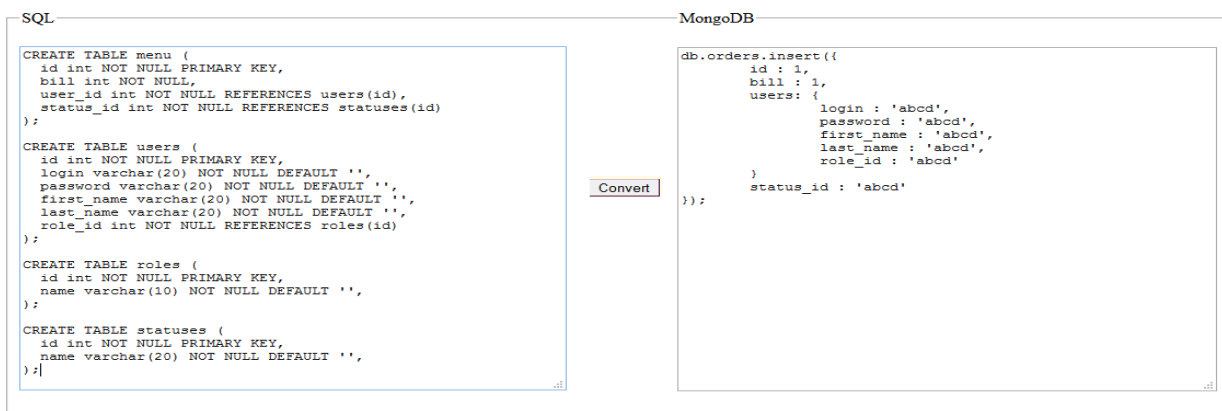 SQL
CREATE TABLE menu (
  id int NOT NULL PRIMARY KEY,
  bill int NOT NULL,
  user_id int NOT NULL REFERENCES users(id),
  status_id int NOT NULL REFERENCES statuses(id)
);

CREATE TABLE users (
  id int NOT NULL PRIMARY KEY,
  login varchar(20) NOT NULL DEFAULT '',
  password varchar(20) NOT NULL DEFAULT '',
  first_name varchar(20) NOT NULL DEFAULT '',
  last_name varchar(20) NOT NULL DEFAULT '',
  role_id int NOT NULL REFERENCES roles(id)
);

CREATE TABLE roles (
  id int NOT NULL PRIMARY KEY,
  name varchar(10) NOT NULL DEFAULT '',
);

CREATE TABLE statuses (
  id int NOT NULL PRIMARY KEY,
  name varchar(20) NOT NULL DEFAULT '',
);
Convert
MongoDB
db.orders.insert({
        id : 1,
        bill : 1,
        users: {
                login : 'abcd',
                password : 'abcd',
                first_name : 'abcd',
                last_name : 'abcd',
                role_id : 'abcd'
        }
        status_id : 'abcd'
});